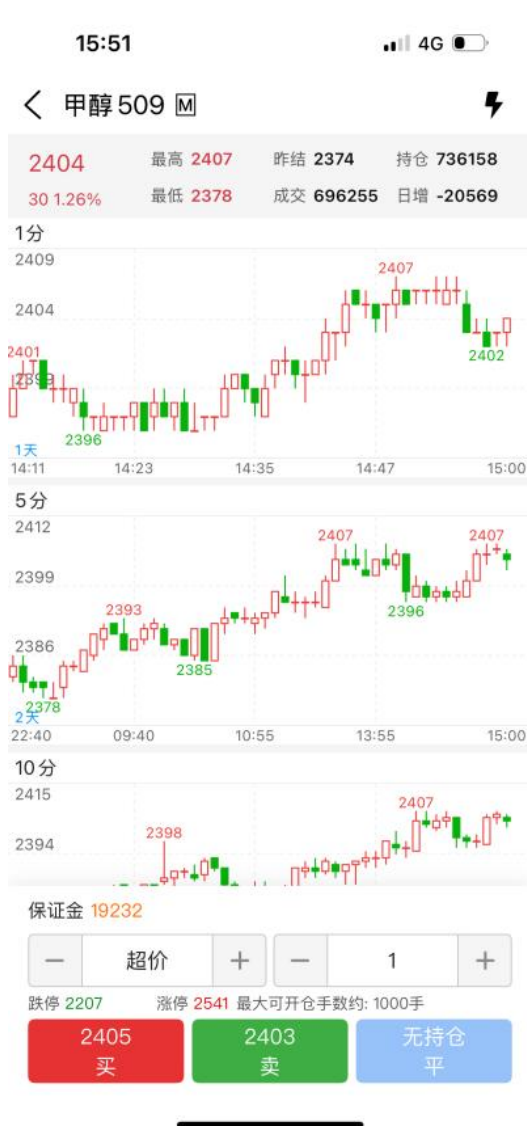 15:51 4G
甲醇509 M
2404 最高 2407 昨结 2374 持仓 736158
30 1.26% 最低 2378 成交 696255 日增 -20569
1分
2409
2407
2404
2401
2402
2399
2396
1天
14:11 14:23 14:35 14:47 15:00
5分
2412
2407 2407
2399
2393
2396
2386
2385
2378
2天
22:40 09:40 10:55 13:55 15:00
10分
2415
2407
2398
2394
保证金 19232
— 超价 + — 1 +
跌停 2207 涨停 2541 最大可开仓手数约: 1000手
2405 2403 无持仓
买 卖 平